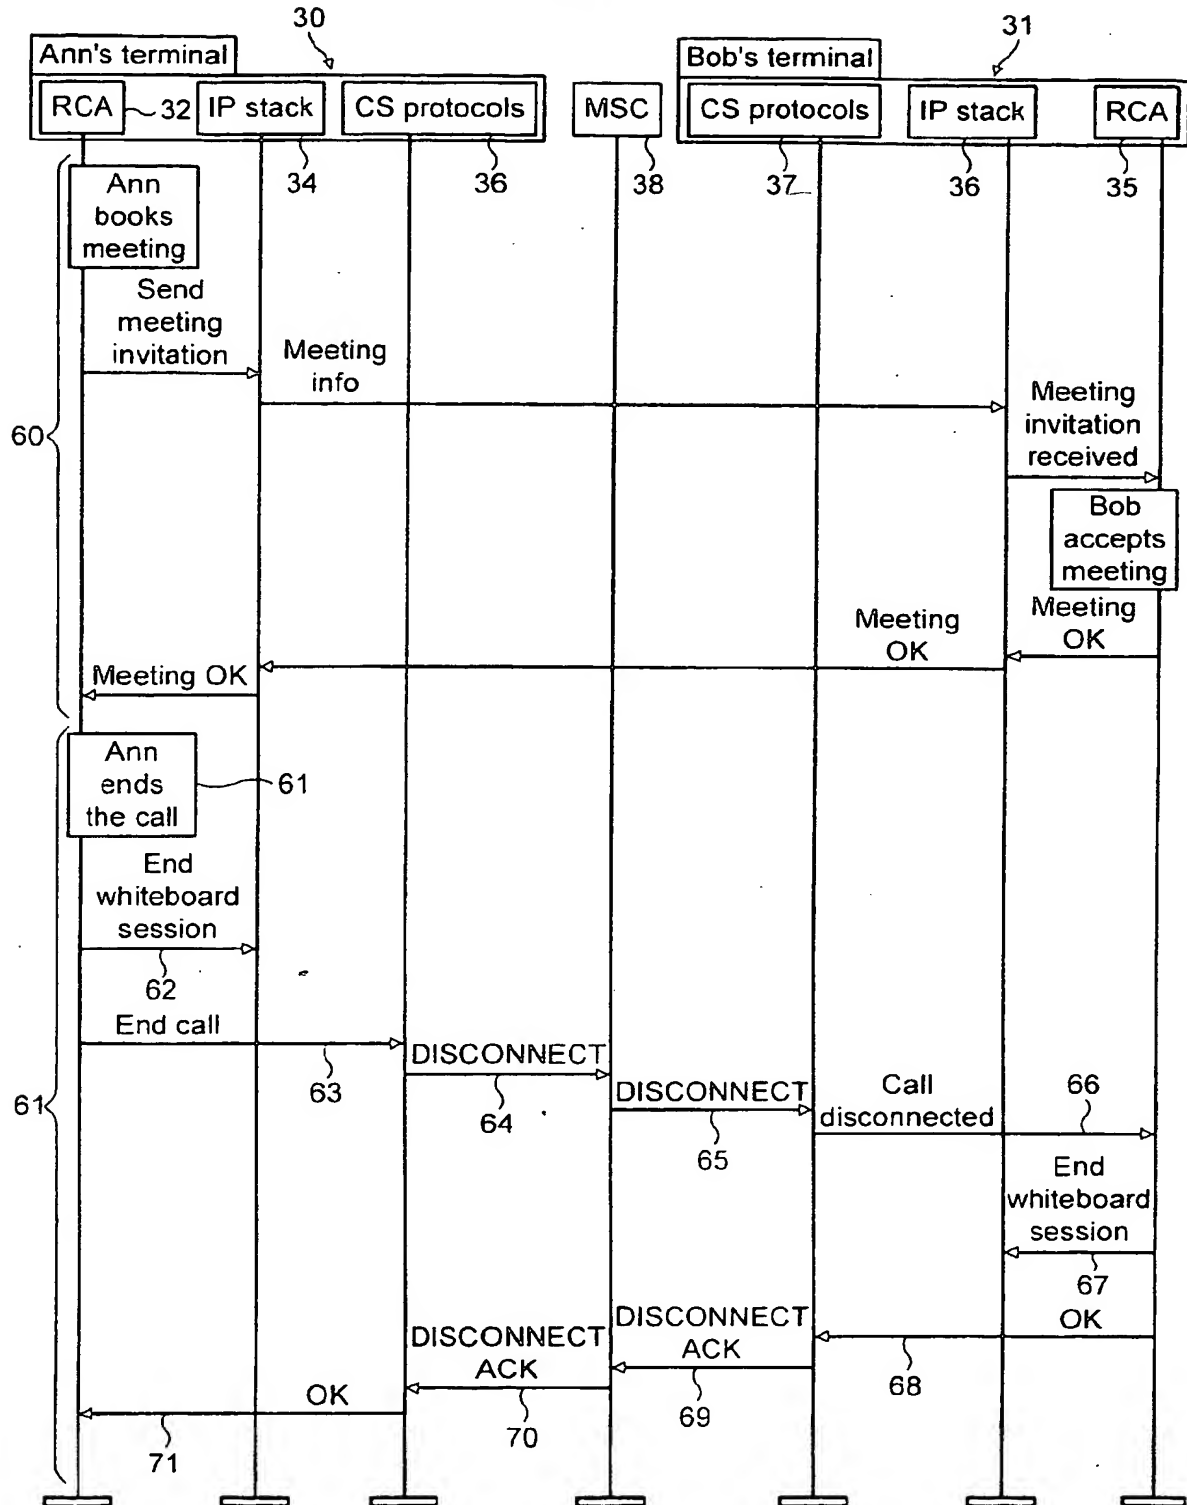 30
31
Ann's terminal
Bob's terminal
RCA
32
IP stack
CS protocols
MSC
CS protocols
IP stack
RCA
34
36
38
37
36
35
Ann
books
meeting
Send
meeting
invitation
Meeting
info
Meeting
invitation
received
60
Bob
accepts
meeting
Meeting
OK
Meeting
OK
Meeting OK
Ann
ends
the call
61
End
whiteboard
session
62
End call
63
DISCONNECT
64
DISCONNECT
65
Call
disconnected
66
61
End
whiteboard
session
67
OK
68
DISCONNECT
ACK
69
DISCONNECT
ACK
70
OK
71